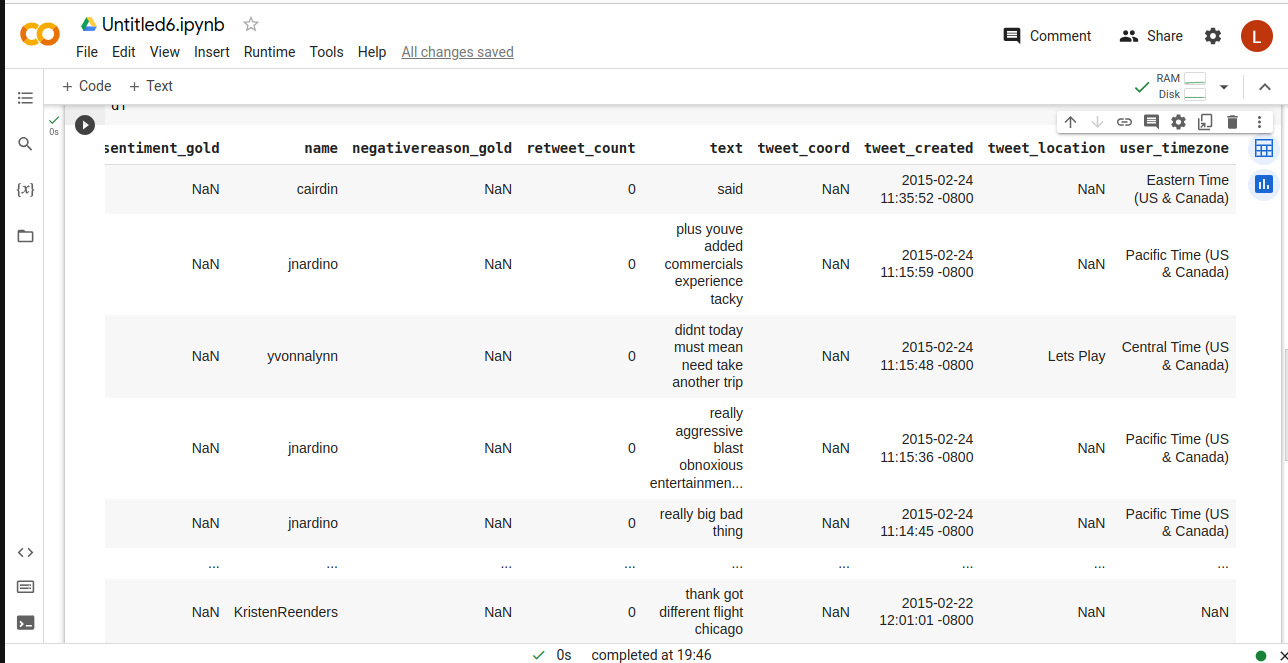 Untitled6.ipynb
File Edit View Insert Runtime Tools Help All changes saved
Comment Share L
+ Code + Text
RAM
Disk
0s
sentiment_gold name negativereason_gold retweet_count text tweet_coord tweet_created tweet_location user_timezone
NaN cairdin NaN 0 said NaN 2015-02-24 11:35:52 -0800 NaN Eastern Time (US & Canada)
NaN jnardino NaN 0 plus youve added commercials experience tacky NaN 2015-02-24 11:15:59 -0800 NaN Pacific Time (US & Canada)
NaN yvonnalynn NaN 0 didnt today must mean need take another trip NaN 2015-02-24 11:15:48 -0800 Lets Play Central Time (US & Canada)
NaN jnardino NaN 0 really aggressive blast obnoxious entertainmen... NaN 2015-02-24 11:15:36 -0800 NaN Pacific Time (US & Canada)
NaN jnardino NaN 0 really big bad thing NaN 2015-02-24 11:14:45 -0800 NaN Pacific Time (US & Canada)
... ... ... ... ... ... ... ... ...
NaN KristenReenders NaN 0 thank got different flight chicago NaN 2015-02-22 12:01:01 -0800 NaN NaN
{x}
0s completed at 19:46